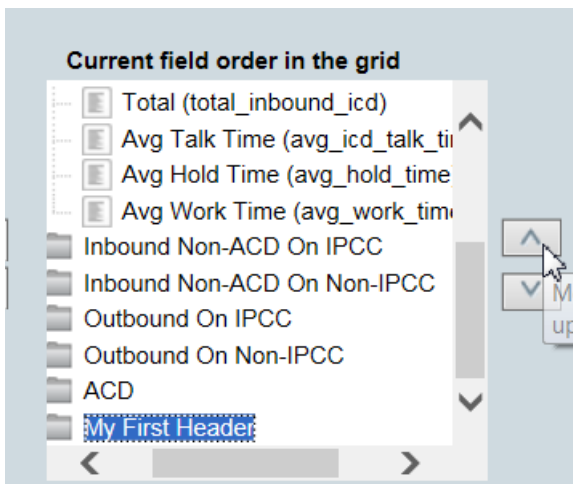 Current field order in the grid
Total (total_inbound_icd)
Avg Talk Time (avg_icd_talk_ti
Avg Hold Time (avg_hold_time
Avg Work Time (avg_work_time
Inbound Non-ACD On IPCC
Inbound Non-ACD On Non-IPCC
Outbound On IPCC
Outbound On Non-IPCC
ACD
My First Header
M
up